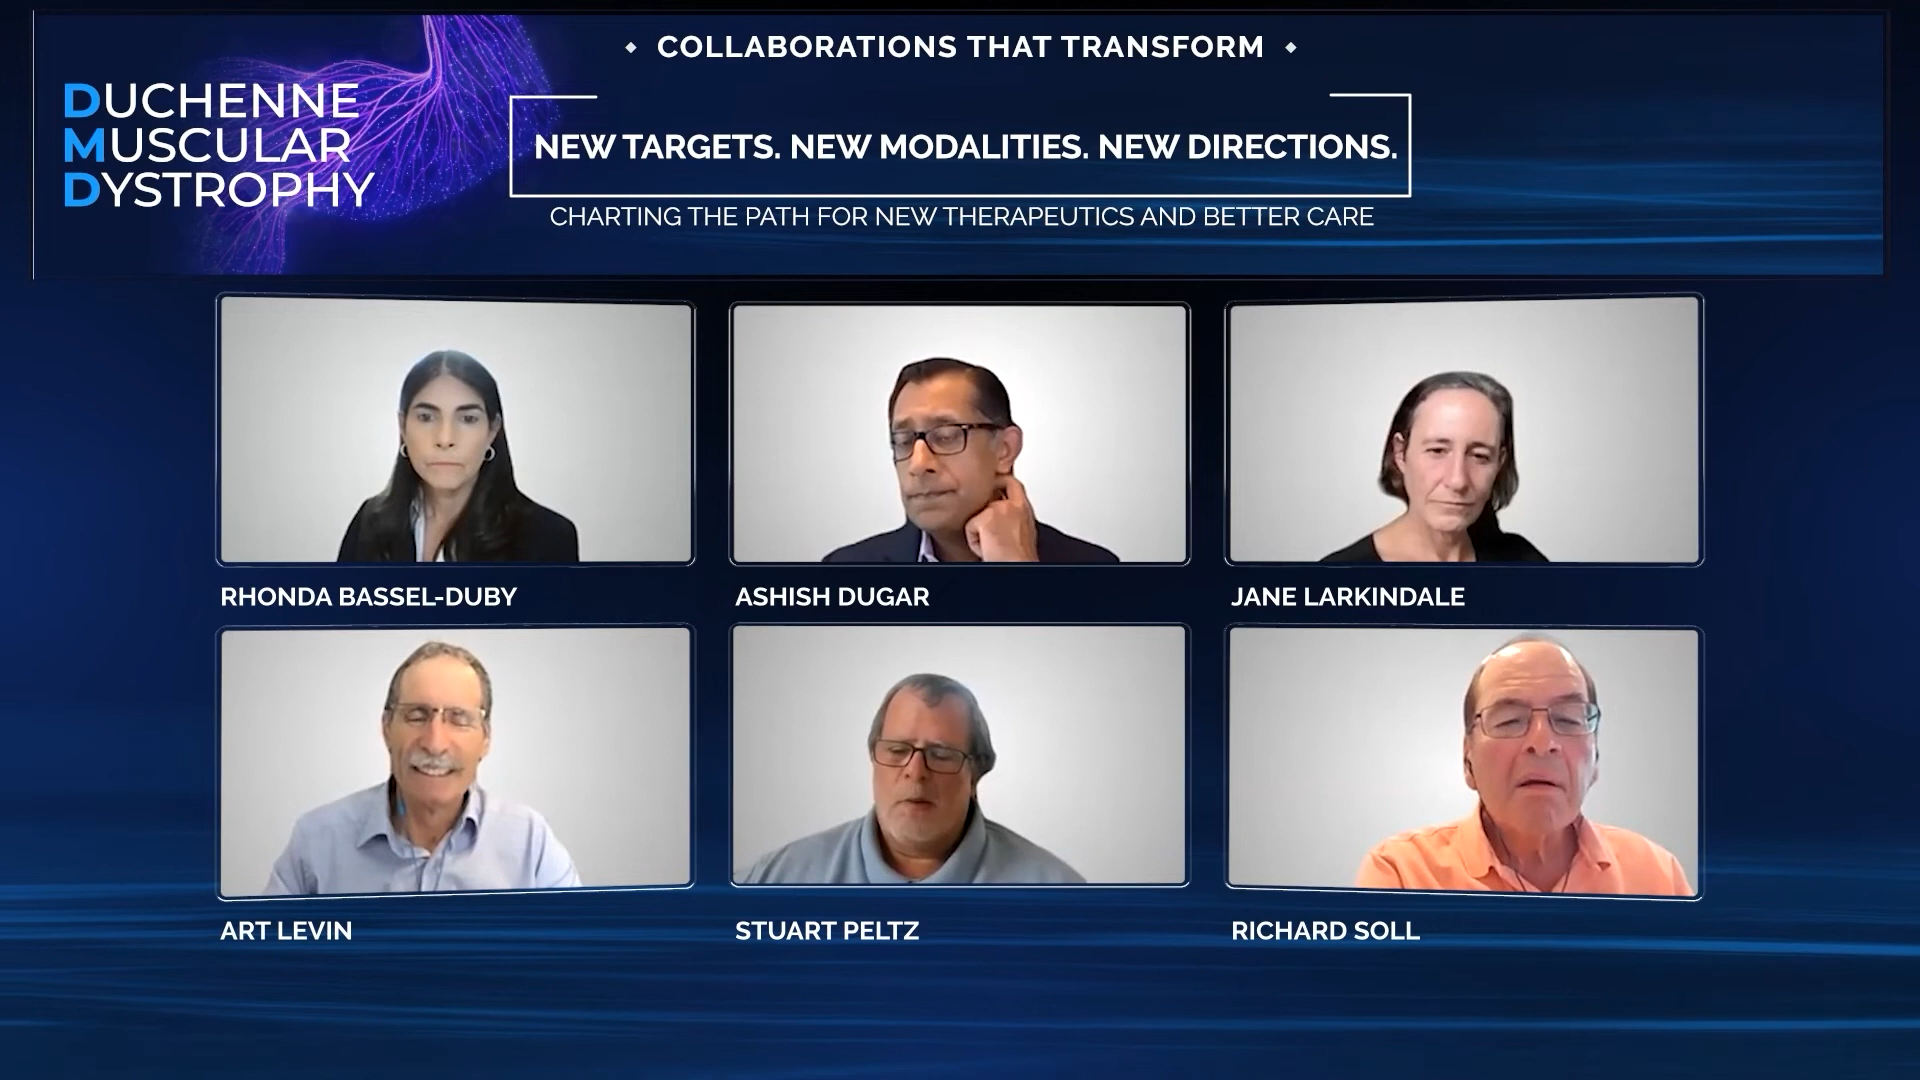 COLLABORATIONS THAT TRANSFORM
DUCHENNE
MUSCULAR
DYSTROPHY
NEW TARGETS. NEW MODALITIES. NEW DIRECTIONS.
CHARTING THE PATH FOR NEW THERAPEUTICS AND BETTER CARE
RHONDA BASSEL-DUBY
ASHISH DUGAR
JANE LARKINDALE
ART LEVIN
STUART PELTZ
RICHARD SOLL